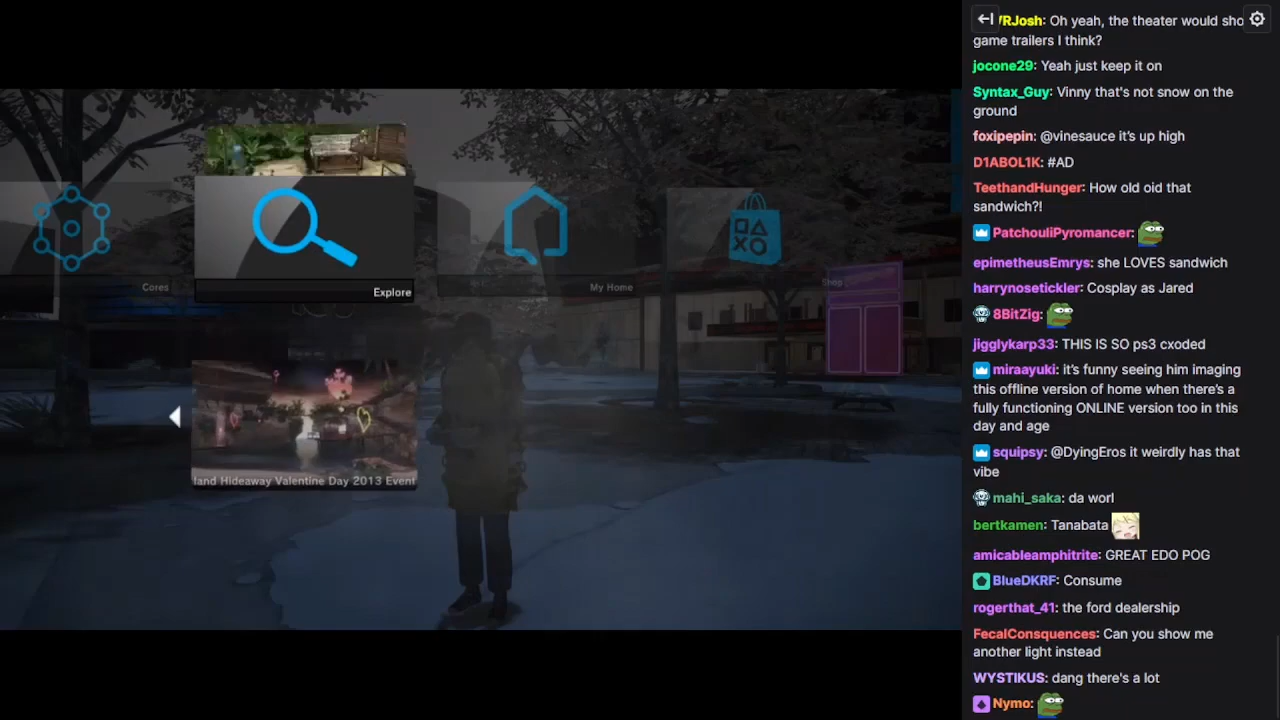 Cores
Explore
My Home
Shop
land Hideaway Valentine Day 2013 Event
VRJosh: Oh yeah, the theater would sho
game trailers I think?
jocone29: Yeah just keep it on
Syntax_Guy: Vinny that's not snow on the
ground
foxipepin: @vinesauce it's up high
D1ABOL1K: #AD
TeethandHunger: How old oid that
sandwich?!
PatchouliPyromancer:
epimetheusEmrys: she LOVES sandwich
harrynosetickler: Cosplay as Jared
8BitZig:
jigglykarp33: THIS IS SO ps3 cxoded
miraayuki: it's funny seeing him imaging
this offline version of home when there's a
fully functioning ONLINE version too in this
day and age
squipsy: @DyingEros it weirdly has that
vibe
mahi_saka: da worl
bertkamen: Tanabata
amicableamphitrite: GREAT EDO POG
BlueDKRF: Consume
rogerthat_41: the ford dealership
FecalConsquences: Can you show me
another light instead
WYSTIKUS: dang there's a lot
Nymo: